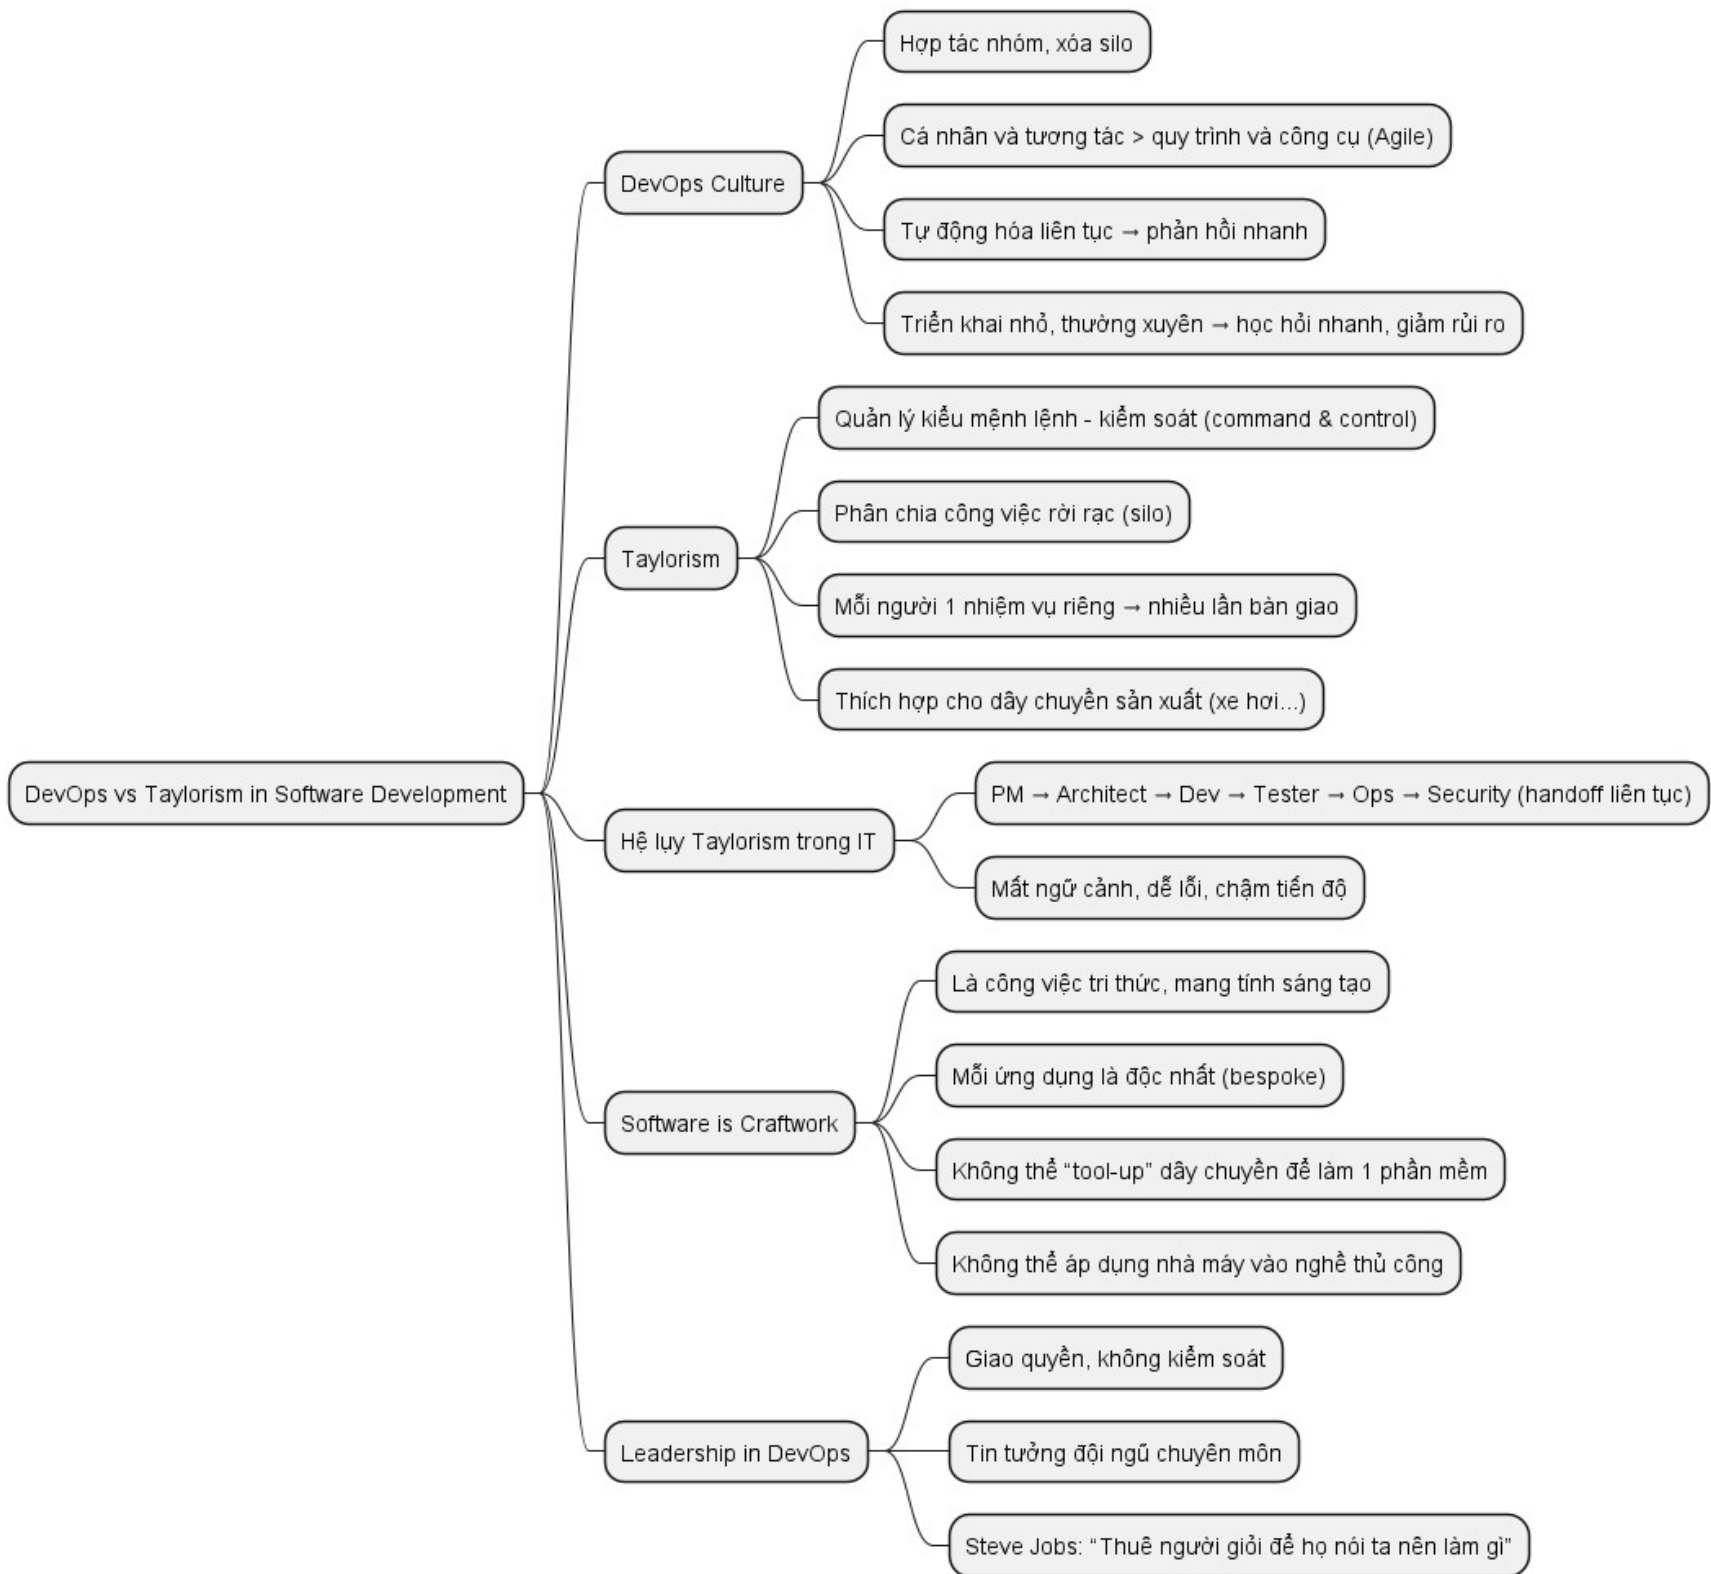 DevOps vs Taylorism in Software Development
DevOps Culture
Hợp tác nhóm, xóa silo
Cá nhân và tương tác > quy trình và công cụ (Agile)
Tự động hóa liên tục → phản hồi nhanh
Triển khai nhỏ, thường xuyên → học hỏi nhanh, giảm rủi ro
Taylorism
Quản lý kiểu mệnh lệnh - kiểm soát (command & control)
Phân chia công việc rời rạc (silo)
Mỗi người 1 nhiệm vụ riêng → nhiều lần bàn giao
Thích hợp cho dây chuyền sản xuất (xe hơi...)
Hệ lụy Taylorism trong IT
PM → Architect → Dev → Tester → Ops → Security (handoff liên tục)
Mất ngữ cảnh, dễ lỗi, chậm tiến độ
Software is Craftwork
Là công việc tri thức, mang tính sáng tạo
Mỗi ứng dụng là độc nhất (bespoke)
Không thể “tool-up” dây chuyền để làm 1 phần mềm
Không thể áp dụng nhà máy vào nghề thủ công
Leadership in DevOps
Giao quyền, không kiểm soát
Tin tưởng đội ngũ chuyên môn
Steve Jobs: “Thuê người giỏi để họ nói ta nên làm gì”